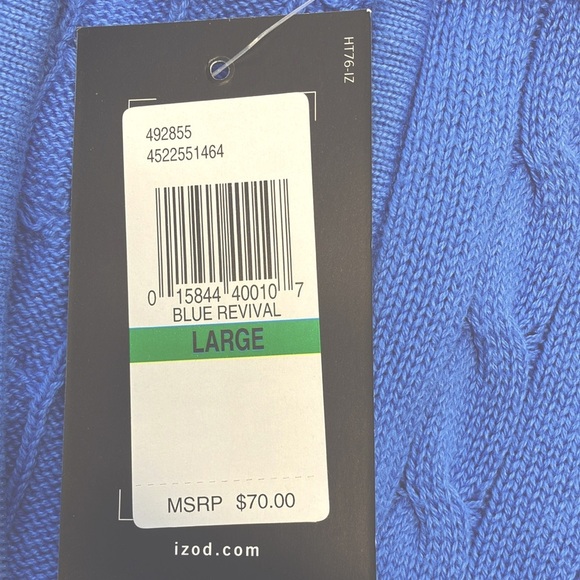 HT76-IZ
492855
4522551464
0 15844 40010 7
BLUE REVIVAL
LARGE
MSRP $70.00
izod.com